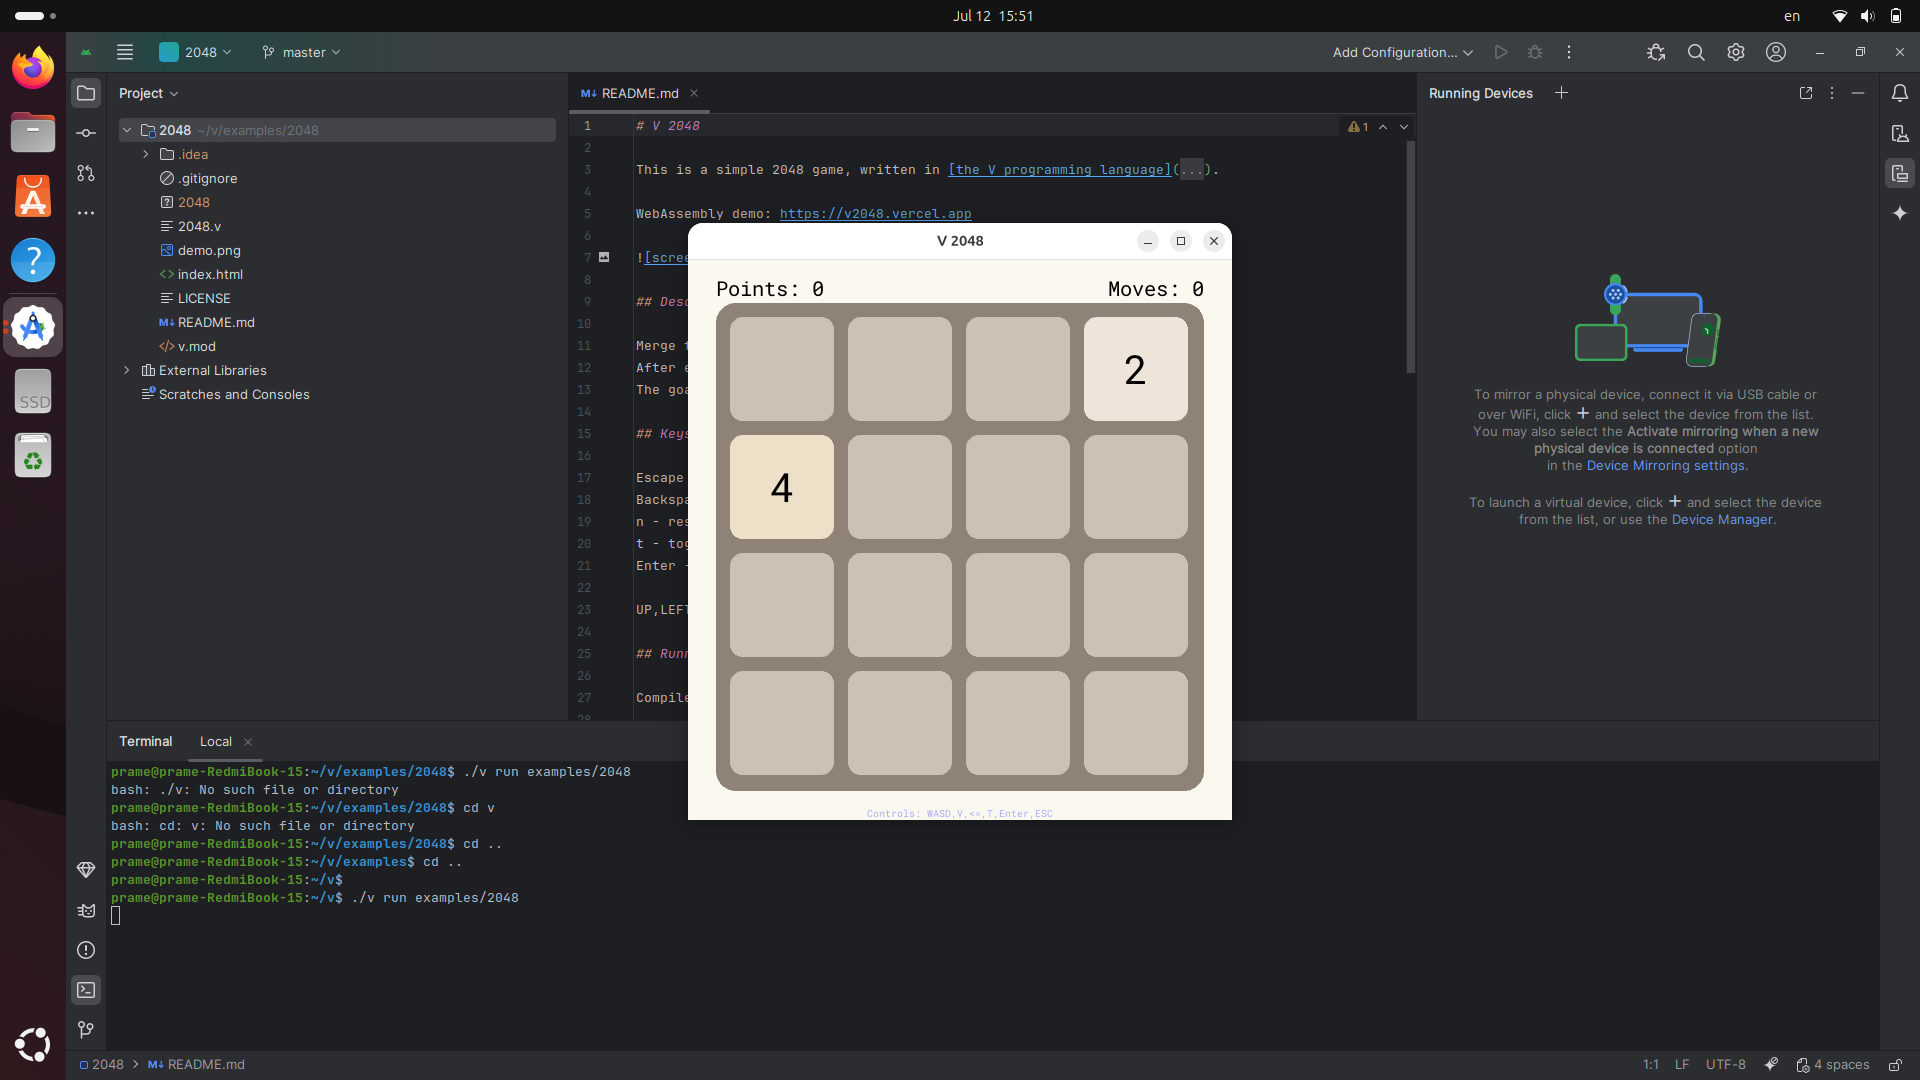 Jul 12 15:51
en
2048
master
Add Configuration...
Project
README.md
Running Devices
2048 ~/v/examples/2048
.idea
.gitignore
2048
2048.v
demo.png
index.html
LICENSE
README.md
v.mod
External Libraries
Scratches and Consoles
SSD
1 # V 2048
1
2
3 This is a simple 2048 game, written in [the V programming language](...).
4
5 WebAssembly demo: https://v2048.vercel.app
6
7 ![scree
8
9 ## Desc
10
11 Merge
12 After
13 The goa
14
15 ## Keys
16
17 Escape
18 Backspa
19 n - res
20 t - tog
21 Enter -
22
23 UP,LEFT
24
25 ## Runn
26
27 Compile
28
V 2048
Points: 0
Moves: 0
2
4
Controls: WASD,V,<=,T,Enter,ESC
To mirror a physical device, connect it via USB cable or
over WiFi, click + and select the device from the list.
You may also select the Activate mirroring when a new
physical device is connected option
in the Device Mirroring settings.
To launch a virtual device, click + and select the device
from the list, or use the Device Manager.
Terminal
Local
prame@prame-RedmiBook-15:~/v/examples/2048$ ./v run examples/2048
bash: ./v: No such file or directory
prame@prame-RedmiBook-15:~/v/examples/2048$ cd v
bash: cd: v: No such file or directory
prame@prame-RedmiBook-15:~/v/examples/2048$ cd ..
prame@prame-RedmiBook-15:~/v/examples$ cd ..
prame@prame-RedmiBook-15:~/v$
prame@prame-RedmiBook-15:~/v$ ./v run examples/2048
2048 > README.md
1:1
LF
UTF-8
4 spaces